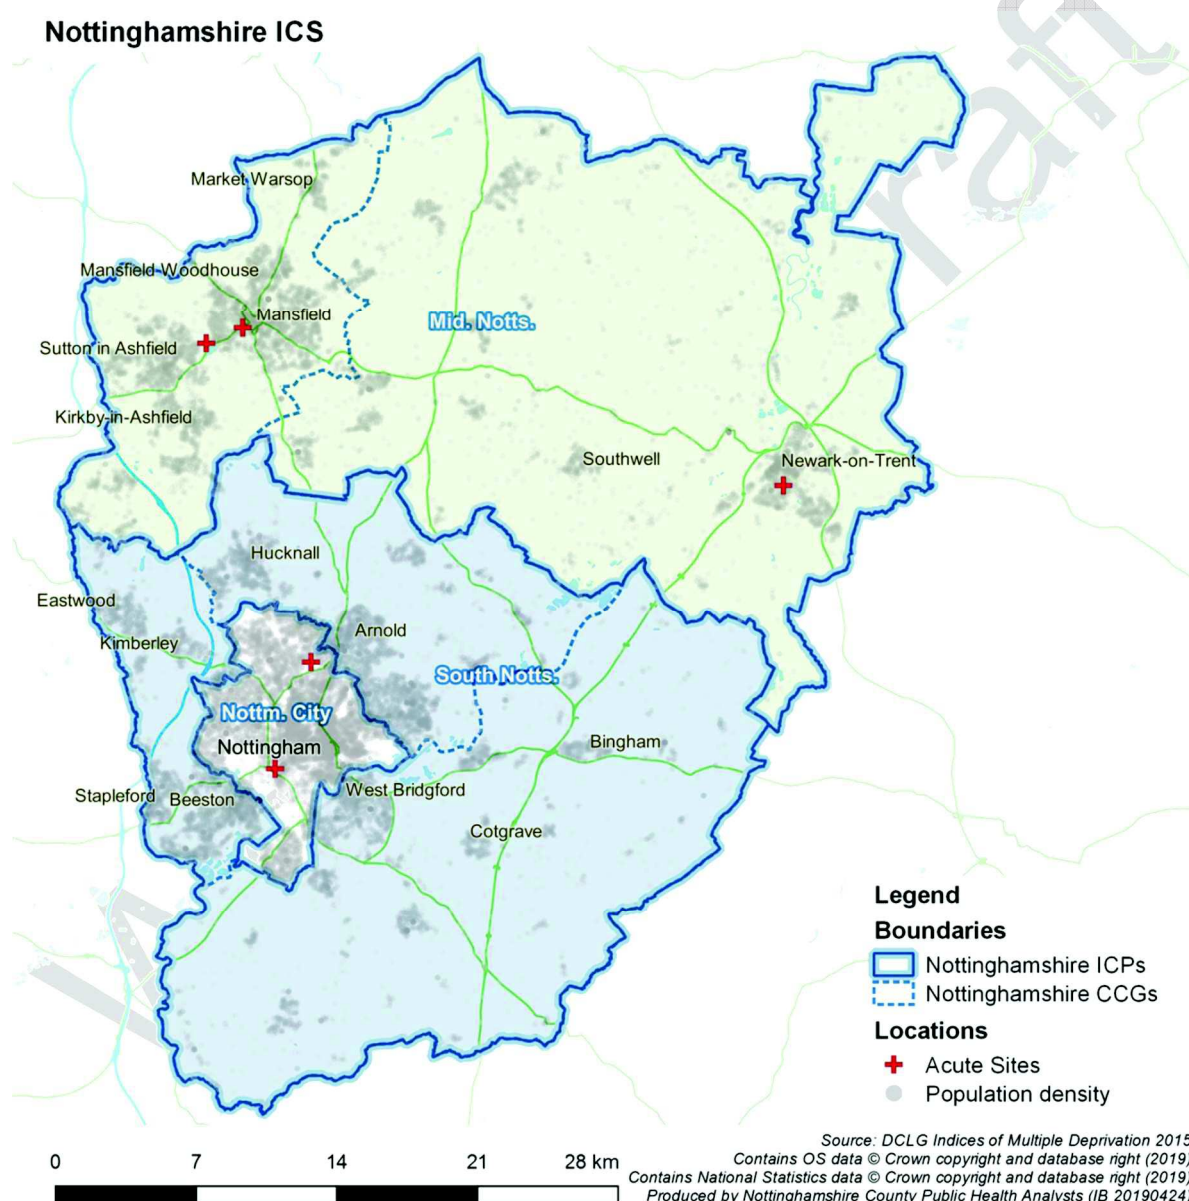 Nottinghamshire ICS
Market Warsop
Mansfield Woodhouse
Mansfield
Mid. Notts.
Sutton in Ashfield
Kirkby-in-Ashfield
Southwell
Newark-on-Trent
Hucknall
Eastwood
Arnold
Kimberley
South Notts.
Nottm. City
Nottingham
Bingham
Stapleford
Beeston
West Bridgford
Cotgrave
Legend
Boundaries
Nottinghamshire ICPs
Nottinghamshire CCGs
Locations
Acute Sites
Population density
Source: DCLG Indices of Multiple Deprivation 2015
Contains OS data © Crown copyright and database right (2019)
Contains National Statistics data © Crown copyright and database right (2019)
Produced by Nottinghamshire County Public Health Analysts (IB 20190424)
0 7 14 21 28 km
raft